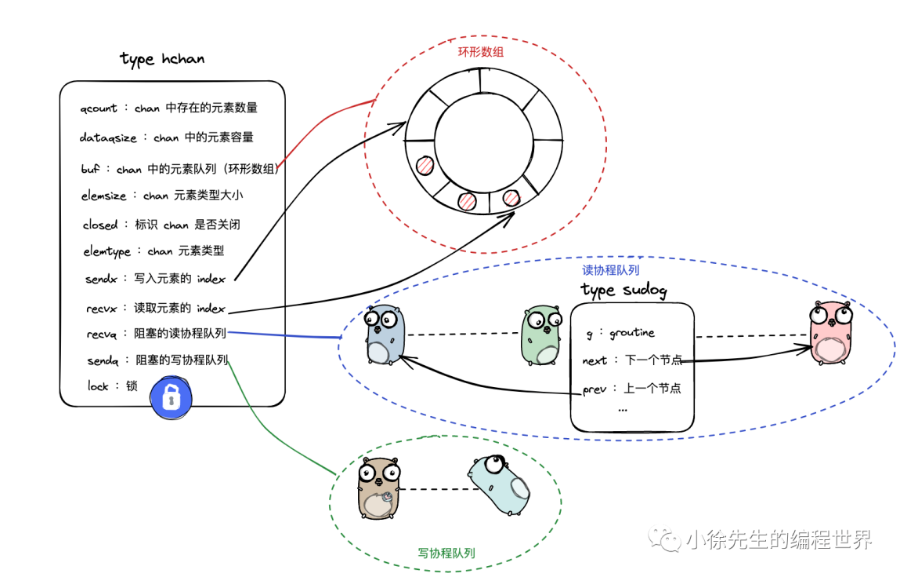 type hchan
qcount : chan 中存在的元素数量
dataqsize : chan 中的元素容量
buf : chan 中的元素队列 (环形数组)
elemsize : chan 元素类型大小
closed : 标识 chan 是否关闭
elemtype : chan 元素类型
sendx : 写入元素的 index
recvx : 读取元素的 index
recvq : 阻塞的读协程队列
sendq : 阻塞的写协程队列
lock : 锁
环形数组
读协程队列
type sudog
g : groutine
next : 下一个节点
prev : 上一个节点
...
写协程队列
小徐先生的编程世界